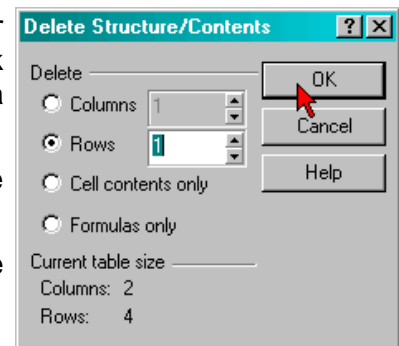 Delete Structure/Contents ? ×
Delete
Columns 1
Rows 1
Cell contents only
Formulas only
Current table size
Columns: 2
Rows: 4
OK
Cancel
Help